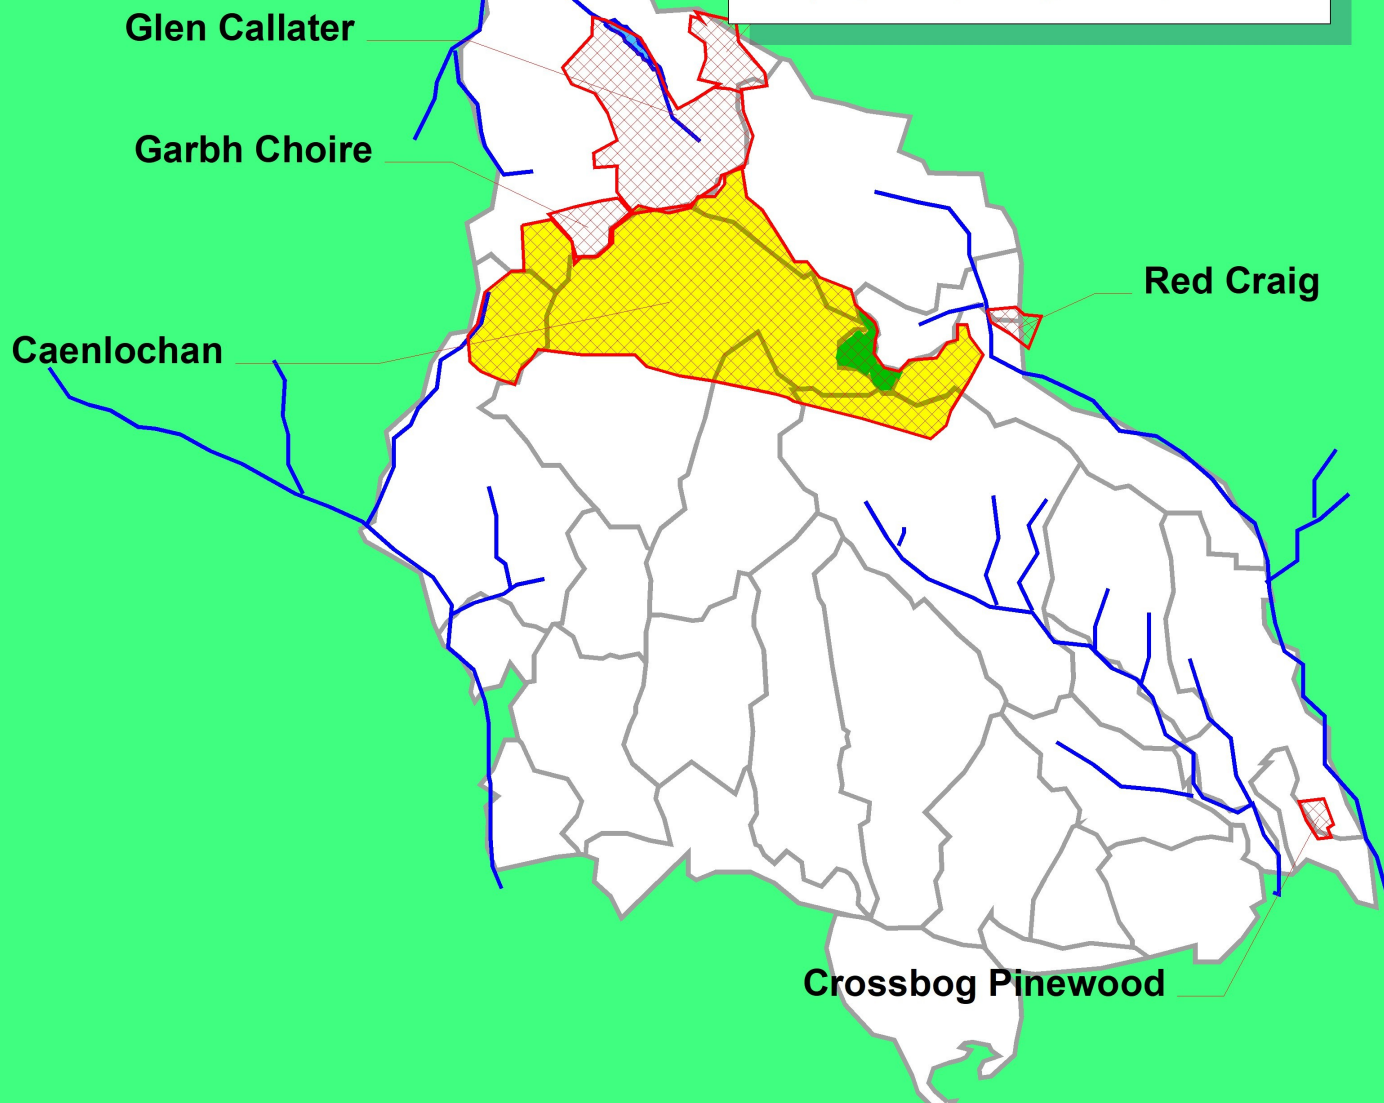 Glen Callater
Garbh Choire
Red Craig
Caenlochan
Crossbog Pinewood